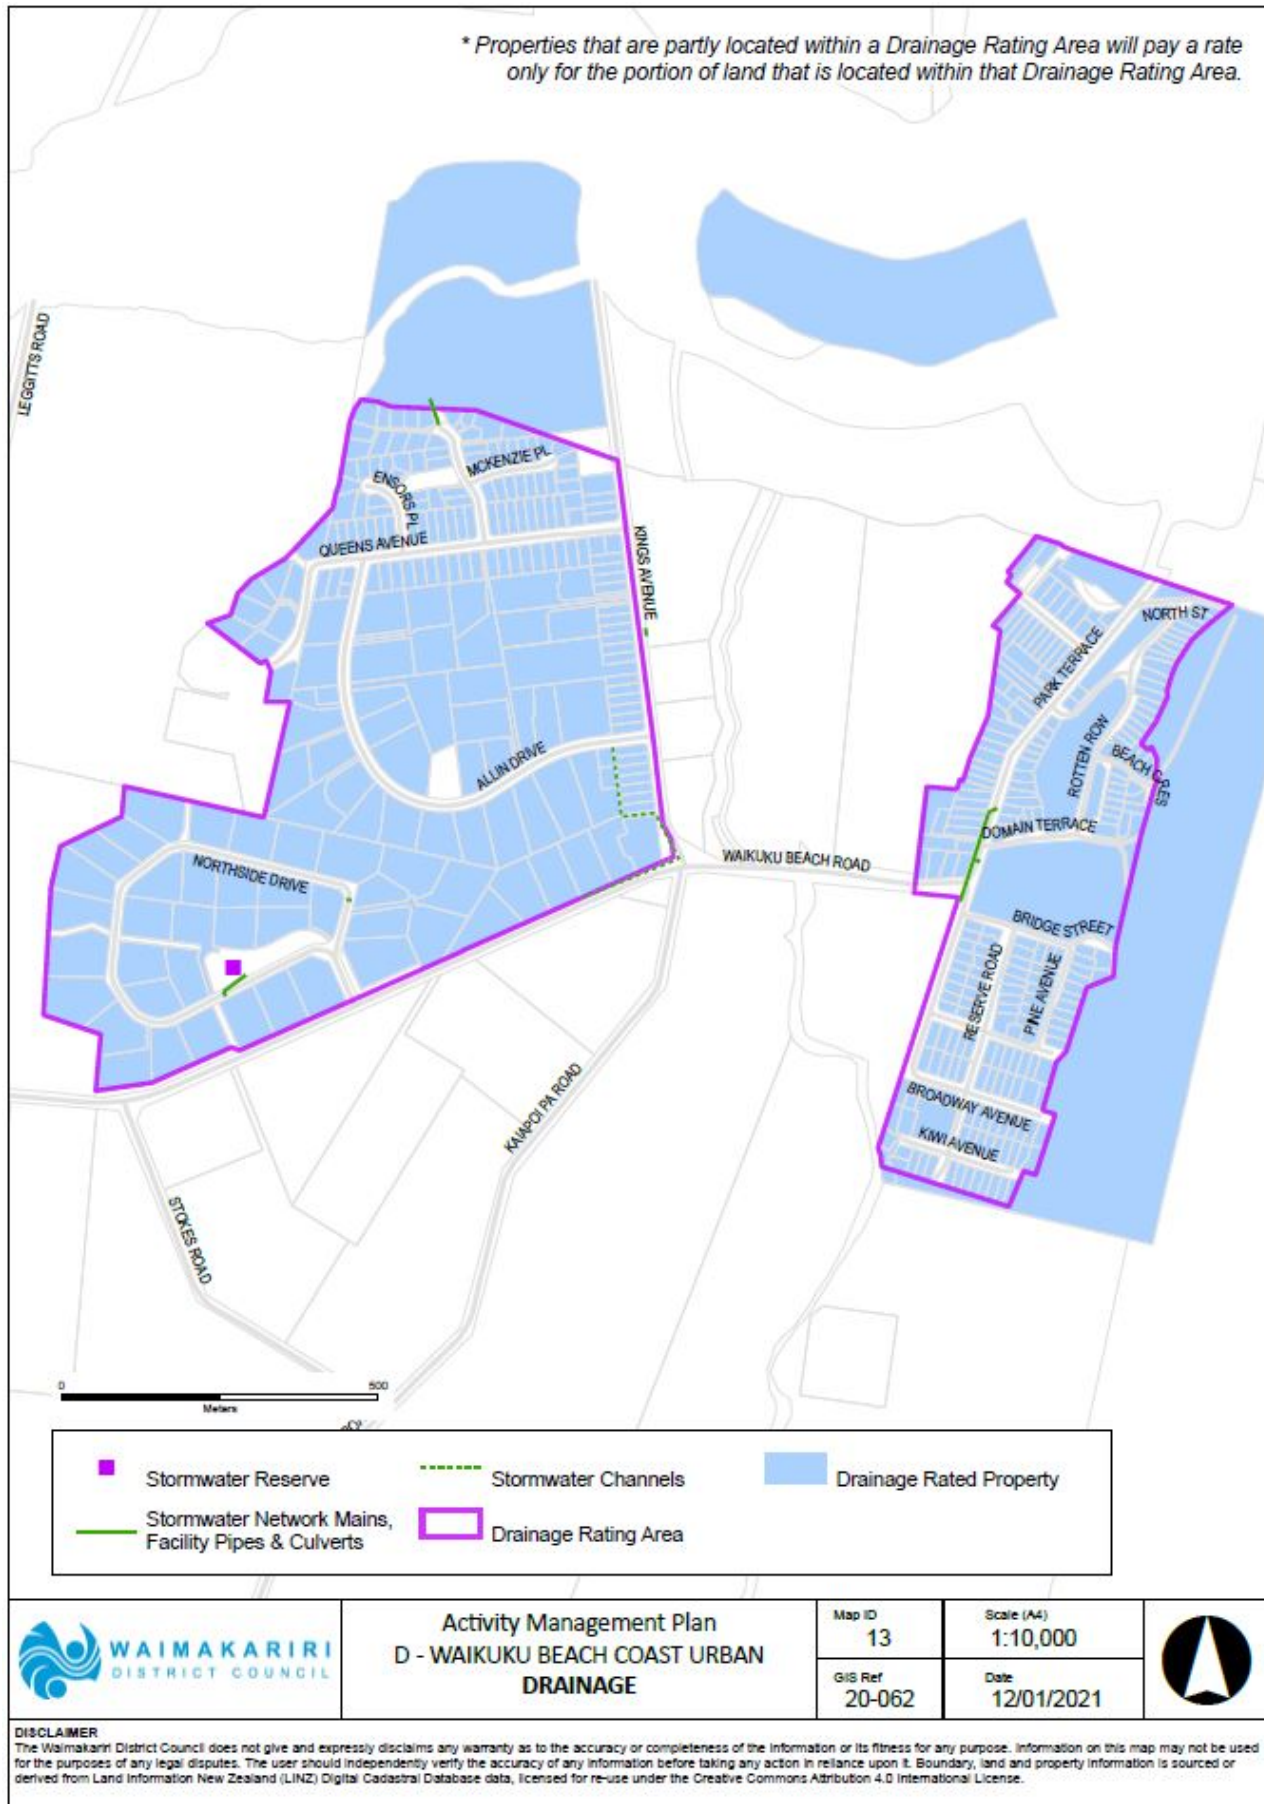 * Properties that are partly located within a Drainage Rating Area will pay a rate
only for the portion of land that is located within that Drainage Rating Area.
LEGGITTS ROAD
MCKENZIE PL
ENSORS PL
QUEENS AVENUE
KINGS AVENUE
NORTH ST
PARK TERRACE
ROTTEN ROW
BEACH CRES
ALLIN DRIVE
DOMAIN TERRACE
WAIKUKU BEACH ROAD
NORTHSIDE DRIVE
BRIDGE STREET
RESERVE ROAD
PINE AVENUE
BROADWAY AVENUE
KIWI AVENUE
KAIAPOI PA ROAD
STOKES ROAD
0 500
Meters
Stormwater Reserve
Stormwater Channels
Drainage Rated Property
Stormwater Network Mains,
Facility Pipes & Culverts
Drainage Rating Area
WAIMAKARIRI
DISTRICT COUNCIL
Activity Management Plan
D - WAIKUKU BEACH COAST URBAN
DRAINAGE
Map ID
13
Scale (A4)
1:10,000
GIS Ref
20-062
Date
12/01/2021
DISCLAIMER
The Waimakariri District Council does not give and expressly disclaims any warranty as to the accuracy or completeness of the information or its fitness for any purpose. Information on this map may not be used
for the purposes of any legal disputes. The user should independently verify the accuracy of any information before taking any action in reliance upon it. Boundary, land and property information is sourced or
derived from Land Information New Zealand (LINZ) Digital Cadastral Database data, licensed for re-use under the Creative Commons Attribution 4.0 International License.